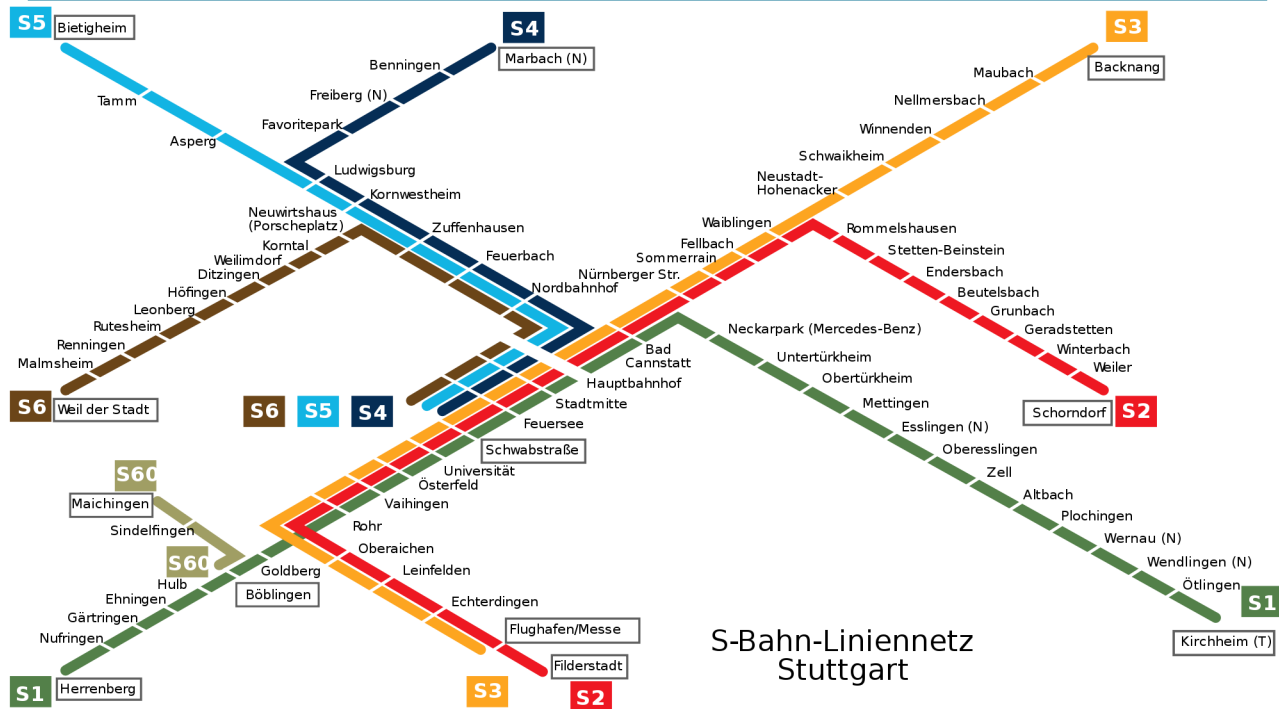 S5
Bietigheim
S4
Marbach (N)
S3
Backnang
Benningen
Maubach
Tamm
Freiberg (N)
Nellmersbach
Favoritepark
Winnenden
Asperg
Schwaikheim
Ludwigsburg
Neustadt-
Hohenacker
Kornwestheim
Neuwirtshaus
(Porscheplatz)
Waiblingen
Zuffenhausen
Rommelshausen
Korntal
Fellbach
Stetten-Beinstein
Weilimdorf
Feuerbach
Sommerrain
Ditzingen
Nürnberger Str.
Endersbach
Höfingen
Nordbahnhof
Beutelsbach
Leonberg
Grunbach
Rutesheim
Neckarpark (Mercedes-Benz)
Geradstetten
Renningen
Bad
Cannstatt
Untertürkheim
Winterbach
Malmsheim
Weiler
Hauptbahnhof
Obertürkheim
S6
Weil der Stadt
S6
S5
S4
Stadtmitte
Mettingen
Schorndorf
S2
Feuersee
Esslingen (N)
Schwabstraße
Oberesslingen
S60
Universität
Zell
Österfeld
Maichingen
Vaihingen
Altbach
Sindelfingen
Rohr
Plochingen
Oberaichen
Wernau (N)
S60
Goldberg
Leinfelden
Wendlingen (N)
Hulb
Ötlingen
Böblingen
Ehningen
Echterdingen
S1
Gärtringen
Flughafen/Messe
Nufringen
S-Bahn-Liniennetz
Stuttgart
Kirchheim (T)
Filderstadt
S1
Herrenberg
S3
S2